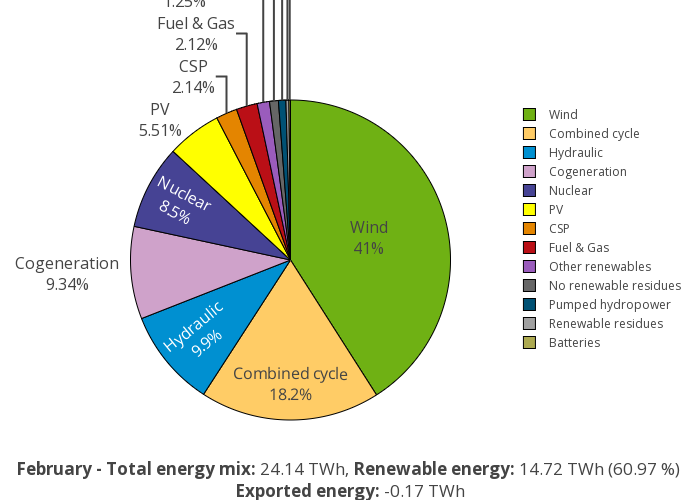 1.25%
Fuel & Gas
2.12%
CSP
2.14%
PV
5.51%
Nuclear
8.5%
Cogeneration
9.34%
Hydraulic
9.9%
Combined cycle
18.2%
Wind
41%
Wind
Combined cycle
Hydraulic
Cogeneration
Nuclear
PV
CSP
Fuel & Gas
Other renewables
No renewable residues
Pumped hydropower
Renewable residues
Batteries
February - Total energy mix: 24.14 TWh, Renewable energy: 14.72 TWh (60.97 %)
Exported energy: -0.17 TWh